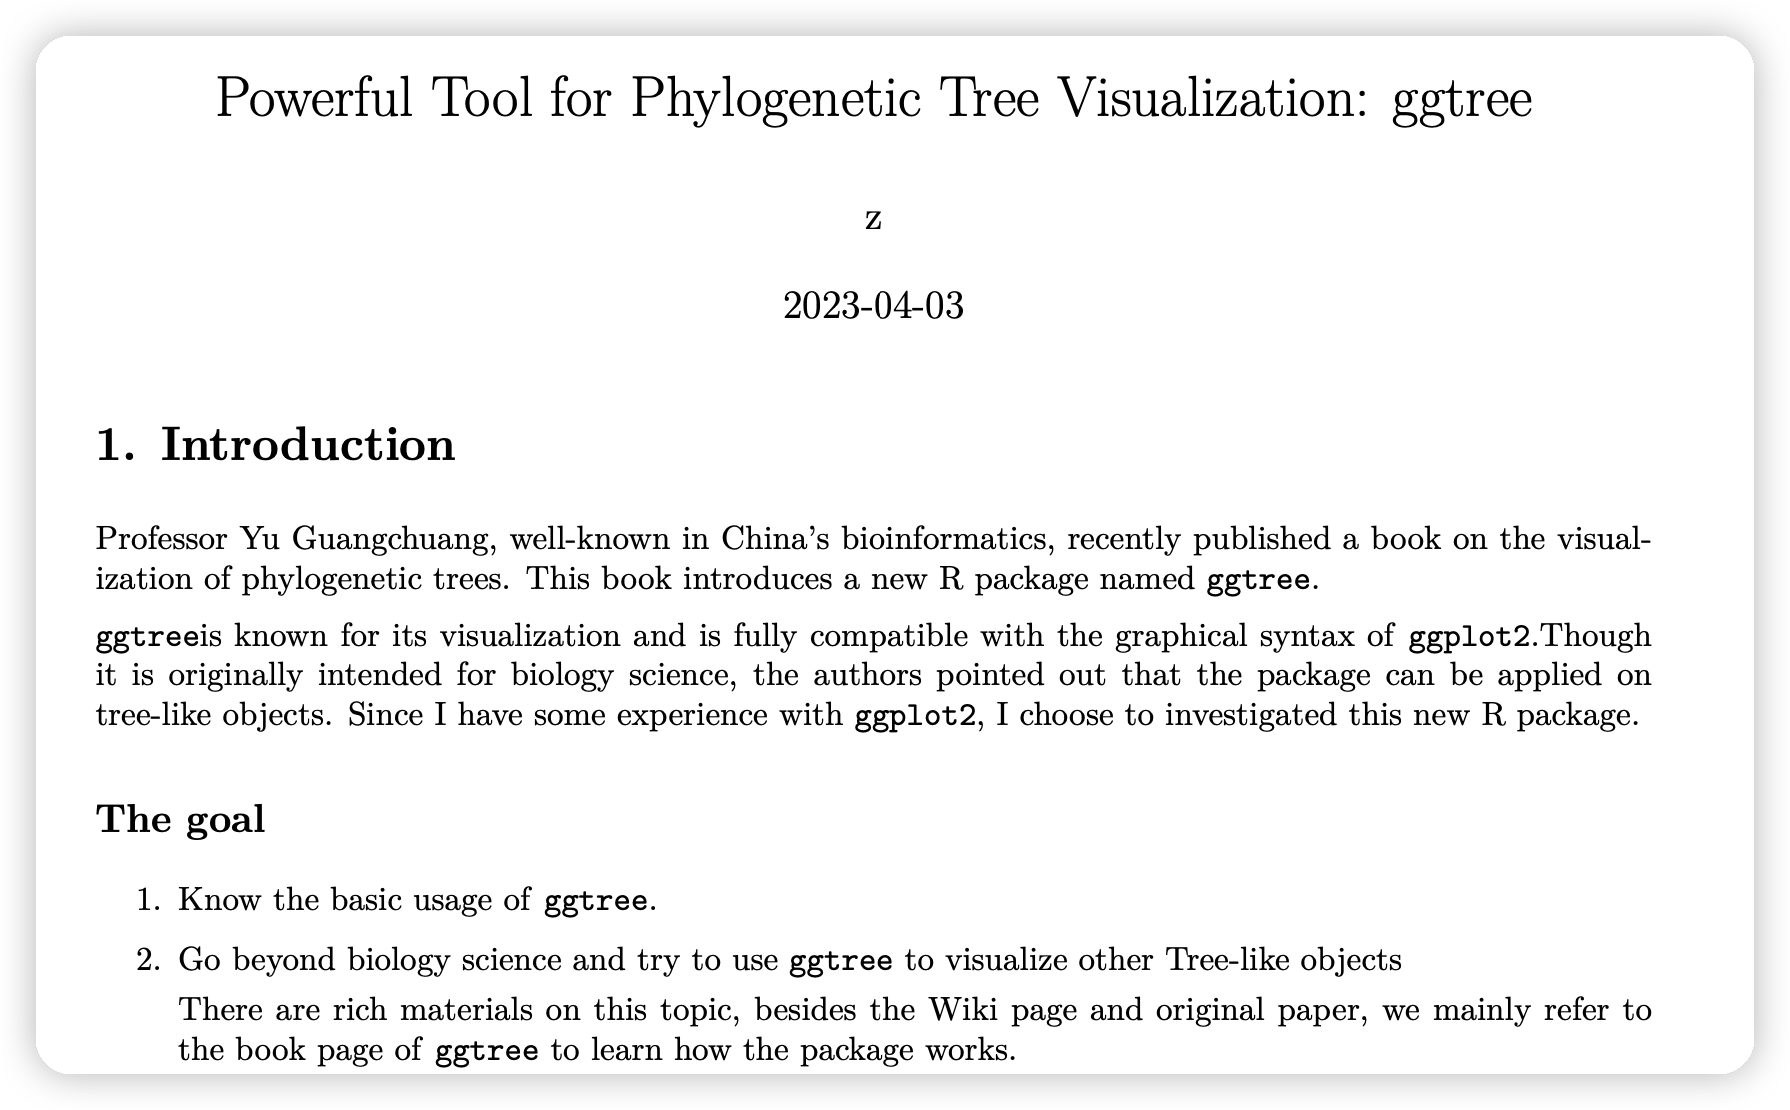 Powerful Tool for Phylogenetic Tree Visualization: ggtree
z
2023-04-03
1. Introduction
Professor Yu Guangchuang, well-known in China's bioinformatics, recently published a book on the visual-
ization of phylogenetic trees. This book introduces a new R package named ggtree.
ggtreeis known for its visualization and is fully compatible with the graphical syntax of ggplot2.Though
it is originally intended for biology science, the authors pointed out that the package can be applied on
tree-like objects. Since I have some experience with ggplot2, I choose to investigated this new R package.
The goal
1. Know the basic usage of ggtree.
2. Go beyond biology science and try to use ggtree to visualize other Tree-like objects
There are rich materials on this topic, besides the Wiki page and original paper, we mainly refer to
the book page of ggtree to learn how the package works.